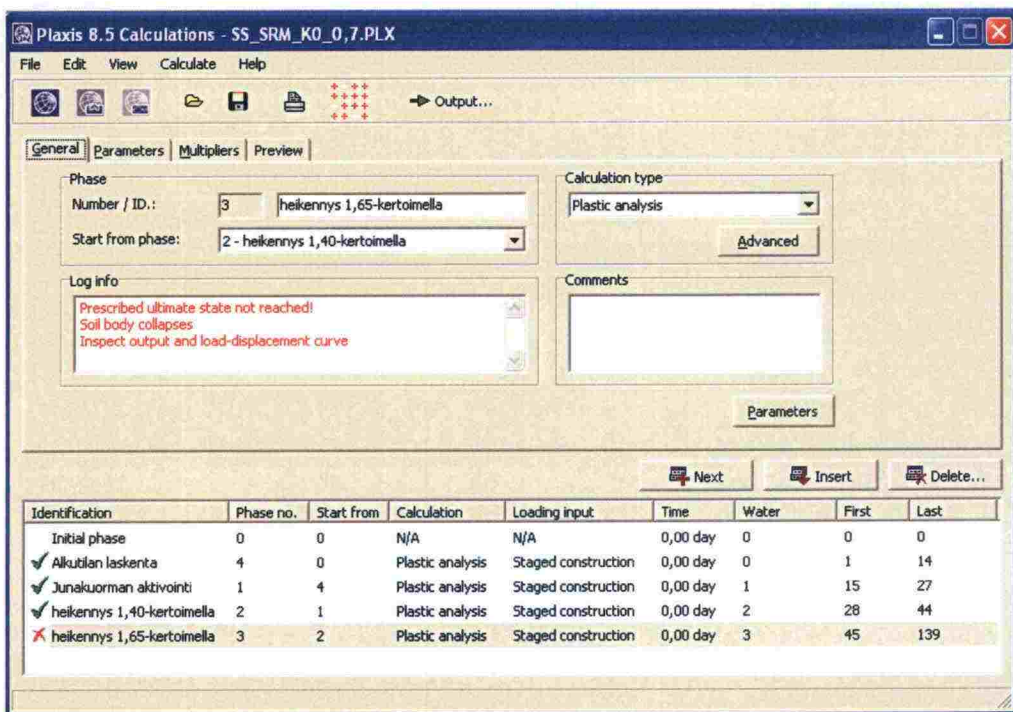 Plaxis 8.5 Calculations - SS_SRM_K0_0,7.PLX
File Edit View Calculate Help
Output...
General Parameters Multipliers Preview
Phase
Number / ID.: 3 heikennys 1,65-kertoimella
Start from phase: 2 - heikennys 1,40-kertoimella
Calculation type
Plastic analysis
Advanced
Log info
Prescribed ultimate state not reached!
Soil body collapses
Inspect output and load-displacement curve
Comments
Parameters
Next Insert Delete...
Identification Phase no. Start from Calculation Loading input Time Water First Last
Initial phase 0 0 N/A N/A 0,00 day 0 0 0
Alkutilan laskenta 4 0 Plastic analysis Staged construction 0,00 day 0 1 14
Junakuorman aktivointi 1 4 Plastic analysis Staged construction 0,00 day 1 15 27
heikennys 1,40-kertoimella 2 1 Plastic analysis Staged construction 0,00 day 2 28 44
heikennys 1,65-kertoimella 3 2 Plastic analysis Staged construction 0,00 day 3 45 139